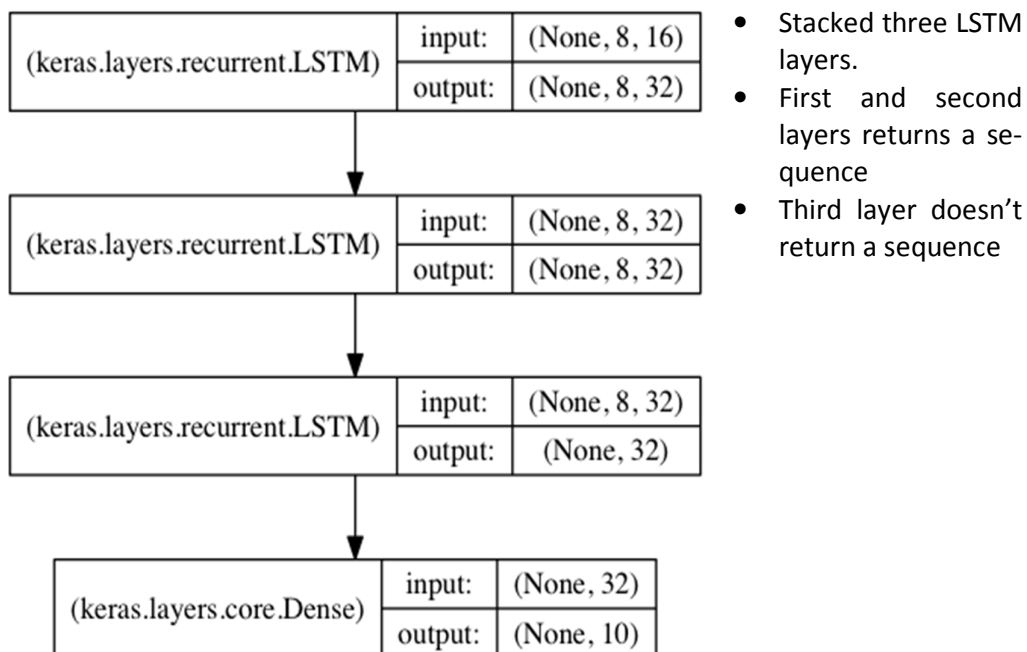 (keras.layers.recurrent.LSTM) input: (None, 8, 16)
output: (None, 8, 32)
(keras.layers.recurrent.LSTM) input: (None, 8, 32)
output: (None, 8, 32)
(keras.layers.recurrent.LSTM) input: (None, 8, 32)
output: (None, 32)
(keras.layers.core.Dense) input: (None, 32)
output: (None, 10)
• Stacked three LSTM
layers.
• First and second
layers returns a se-
quence
• Third layer doesn’t
return a sequence